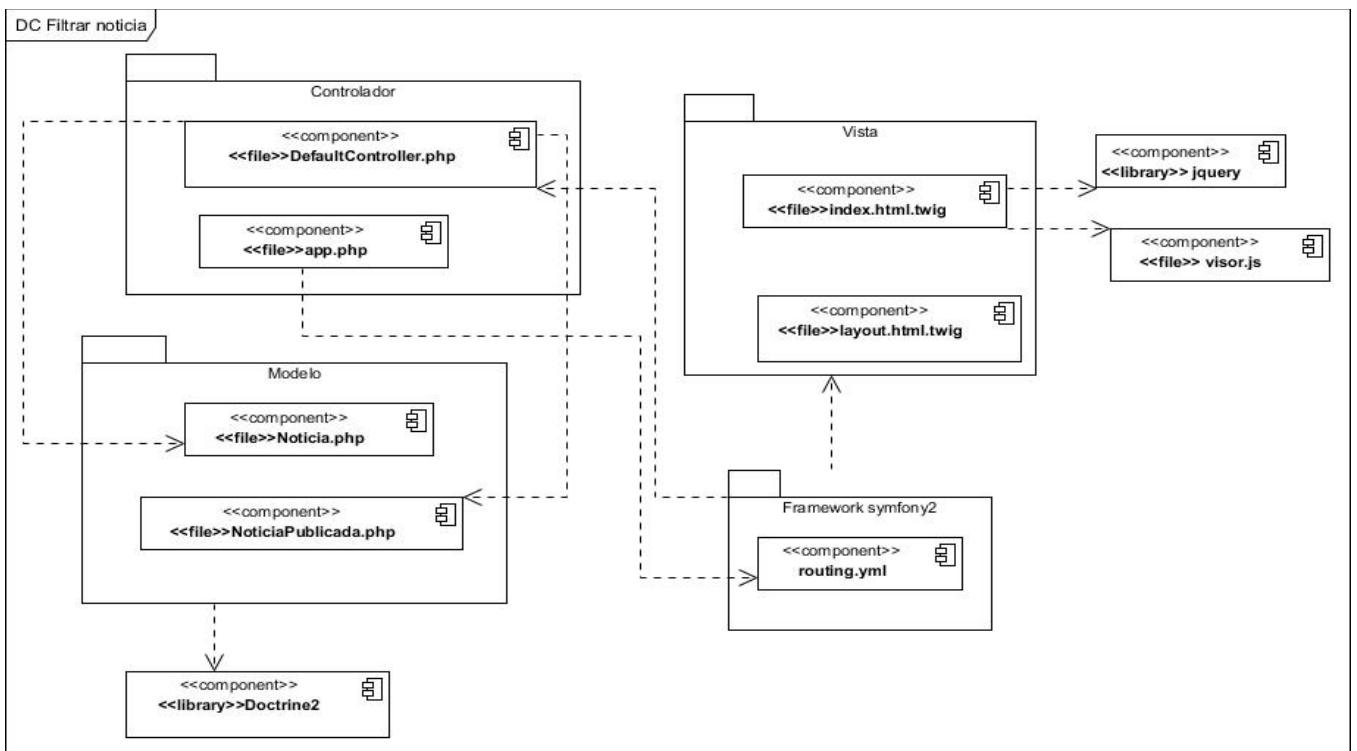 DC Filtrar noticia
Controlador
<<component>>
<<file>>DefaultController.php
<<component>>
<<file>>app.php
Vista
<<component>>
<<file>>index.html.twig
<<component>>
<<file>>layout.html.twig
<<component>>
<<library>> jquery
<<component>>
<<file>> visor.js
Modelo
<<component>>
<<file>>Noticia.php
<<component>>
<<file>>NoticiaPublicada.php
Framework symfony2
<<component>>
routing.yml
<<component>>
<<library>>Doctrine2